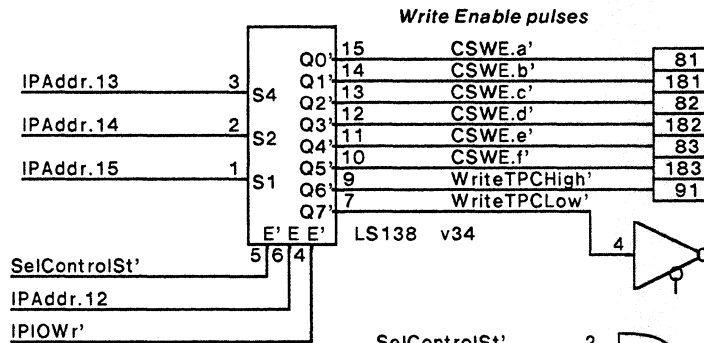 Write Enable pulses
15 CSWE.a' 81
Q0'
14 CSWE.b' 181
IPAddr.13 3 S4 Q1'
13 CSWE.c' 82
Q2'
12 CSWE.d' 182
IPAddr.14 2 S2 Q3'
11 CSWE.e' 83
Q4'
10 CSWE.f' 183
IPAddr.15 1 S1 Q5'
9 WriteTPCHigh' 91
Q6'
7 WriteTPCLow'
Q7'
E' E E' LS138 v34 4
5 6 4
SelControlSt'
IPAddr.12
IPIOWr'
SelControlSt' 2